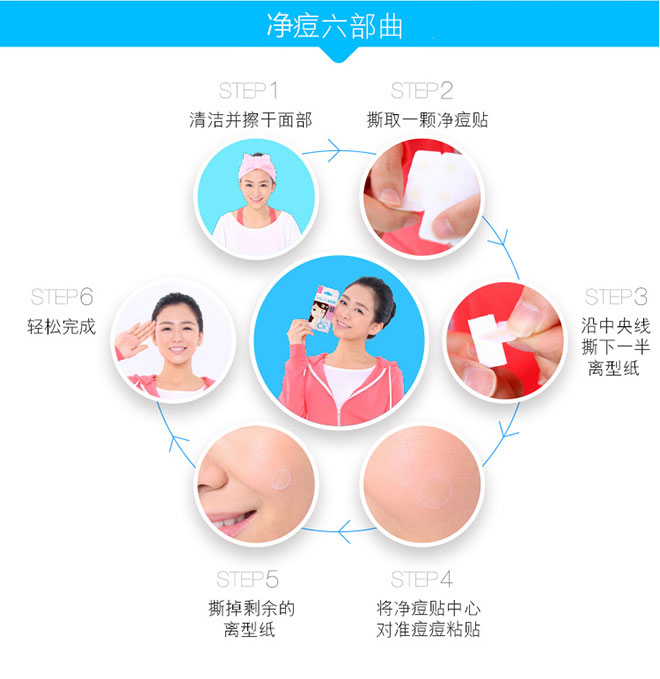 净痘六部曲
STEP1
清洁并擦干面部
STEP2
撕取一颗净痘贴
STEP3
沿中央线
撕下一半
离型纸
STEP4
将净痘贴中心
对准痘痘粘贴
STEP5
撕掉剩余的
离型纸
STEP6
轻松完成